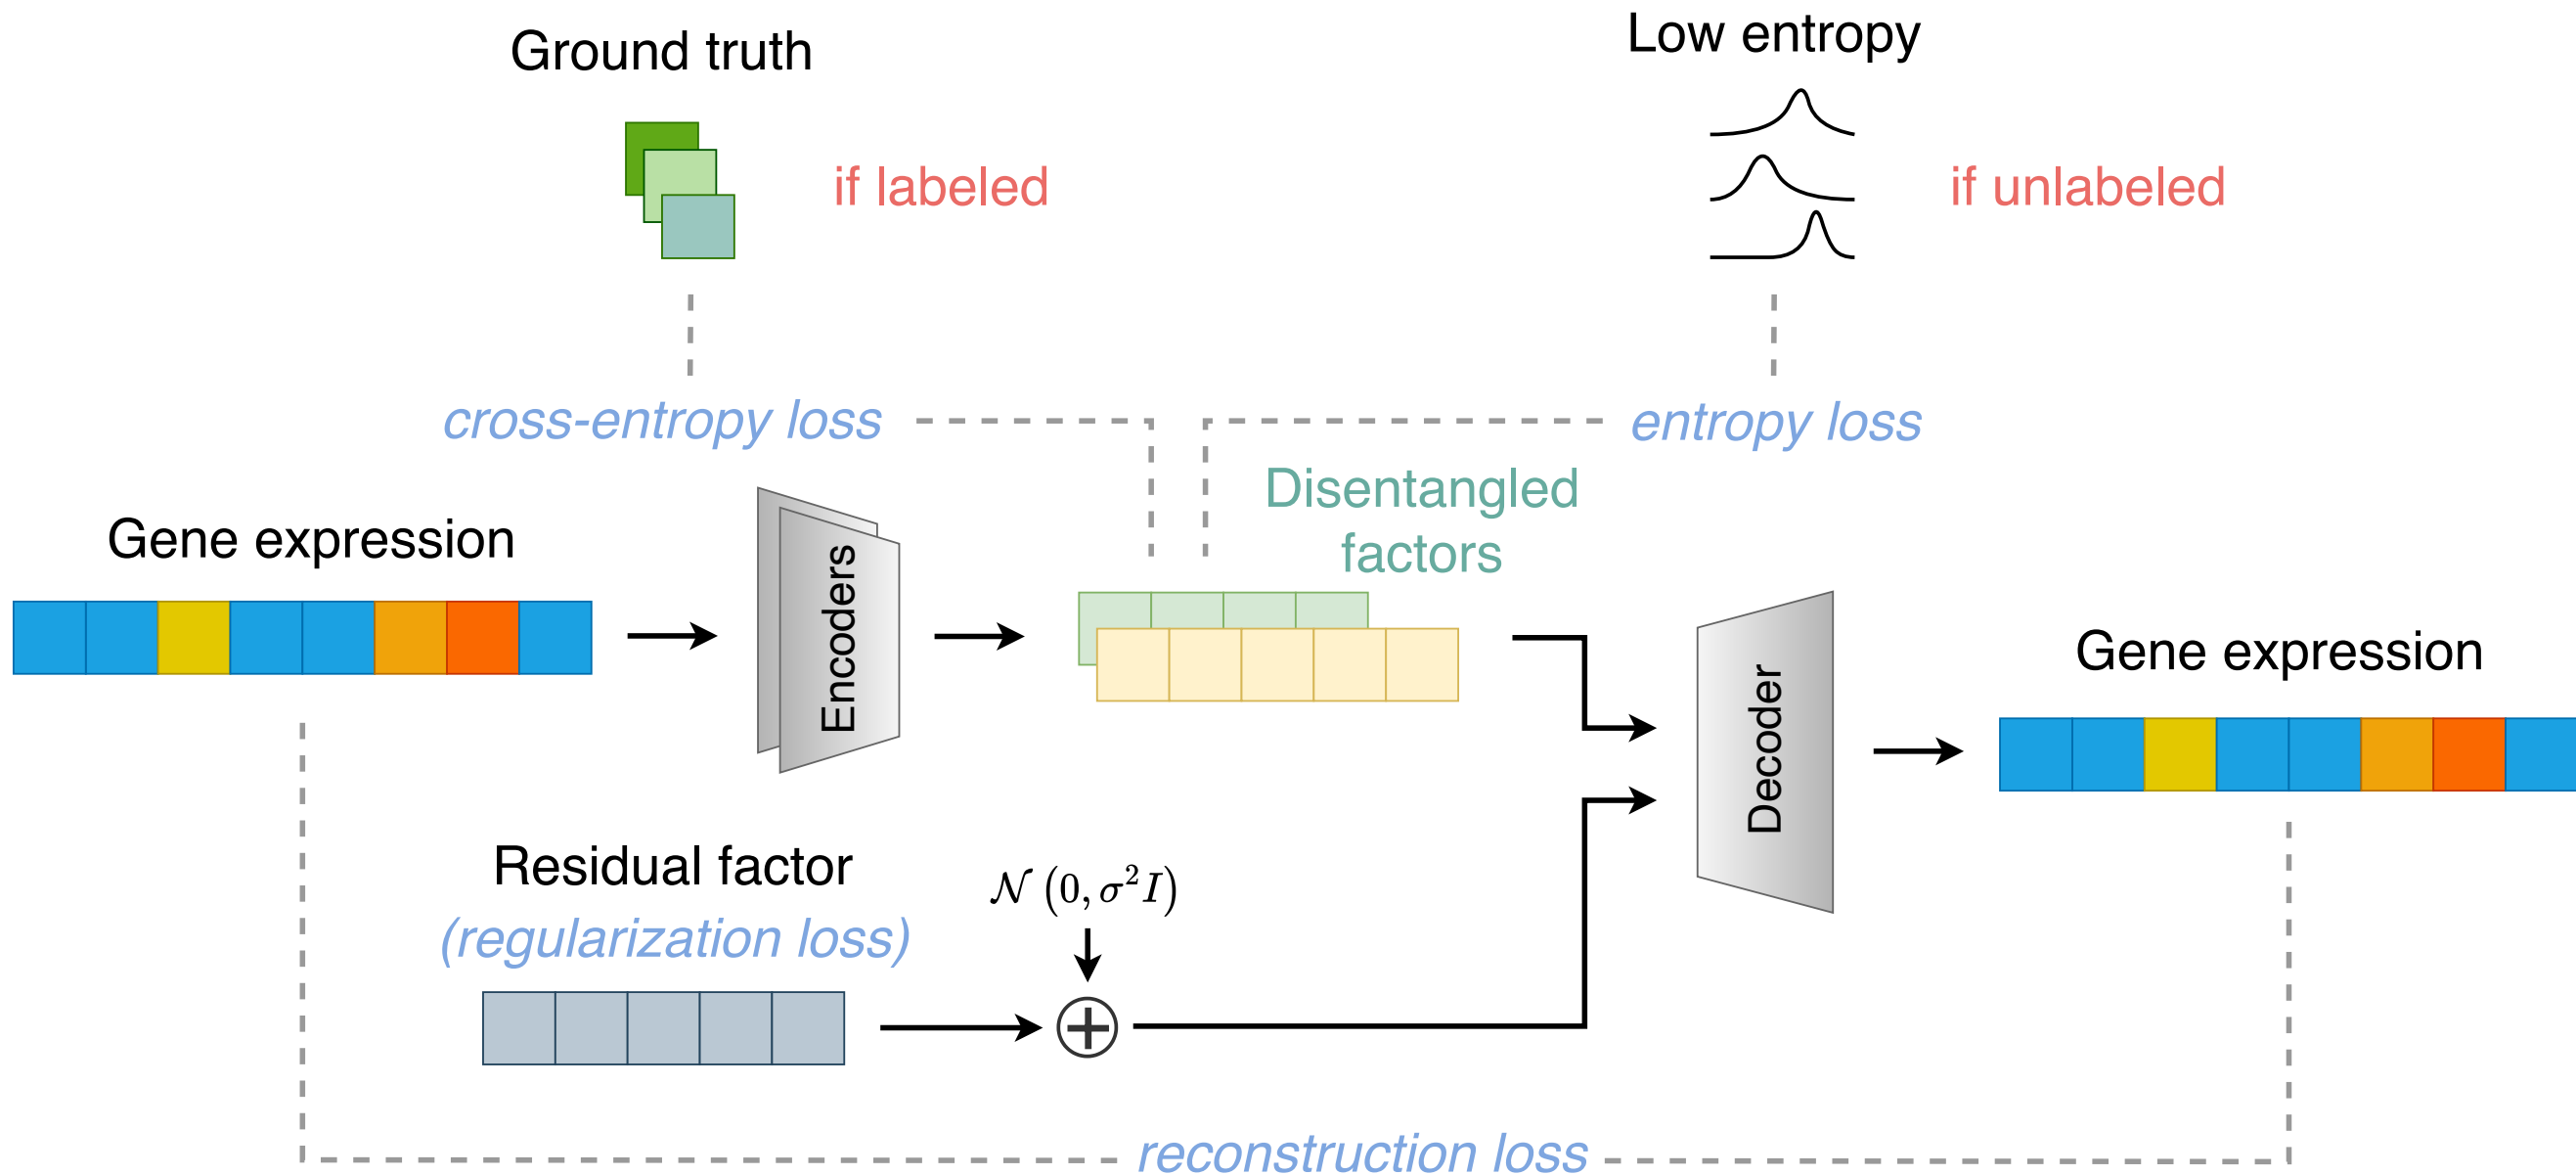 Ground truth
Low entropy
if labeled
if unlabeled
cross-entropy loss
entropy loss
Disentangled
factors
Gene expression
Encoders
Decoder
Gene expression
Residual factor
(regularization loss)
𝒩 (0, σ²I)
reconstruction loss